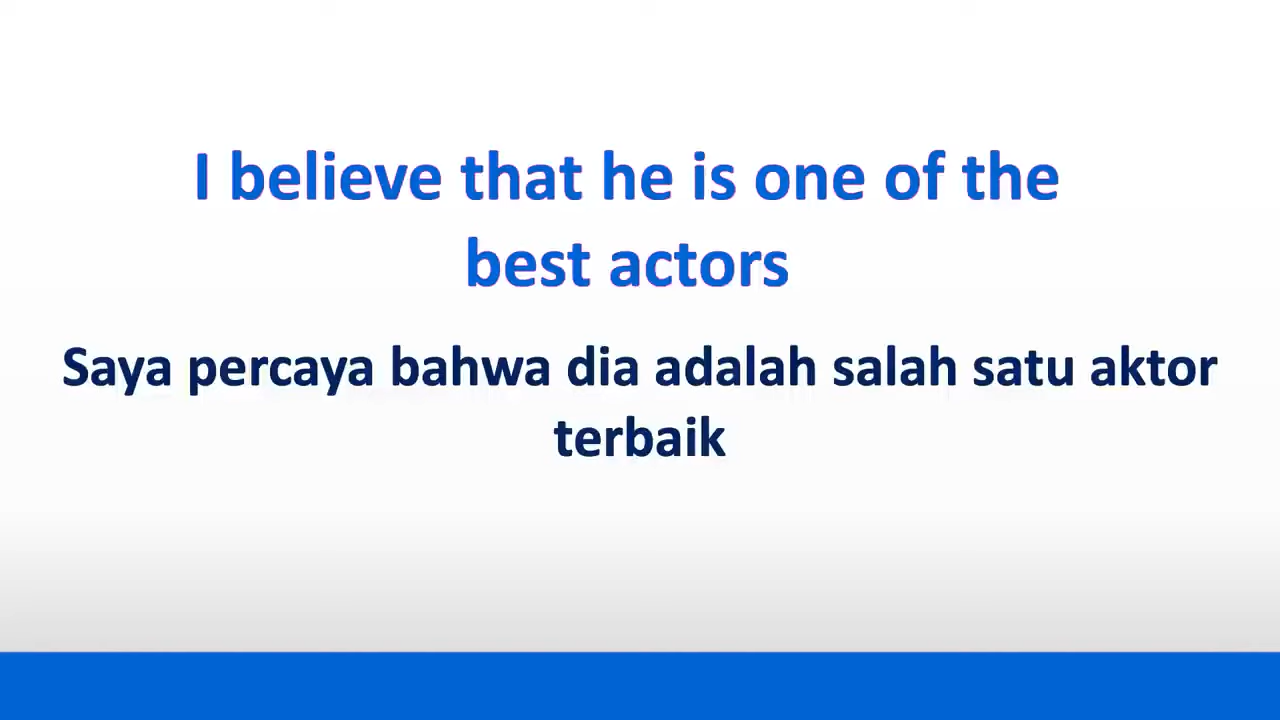 I believe that he is one of the
best actors
Saya percaya bahwa dia adalah salah satu aktor
terbaik